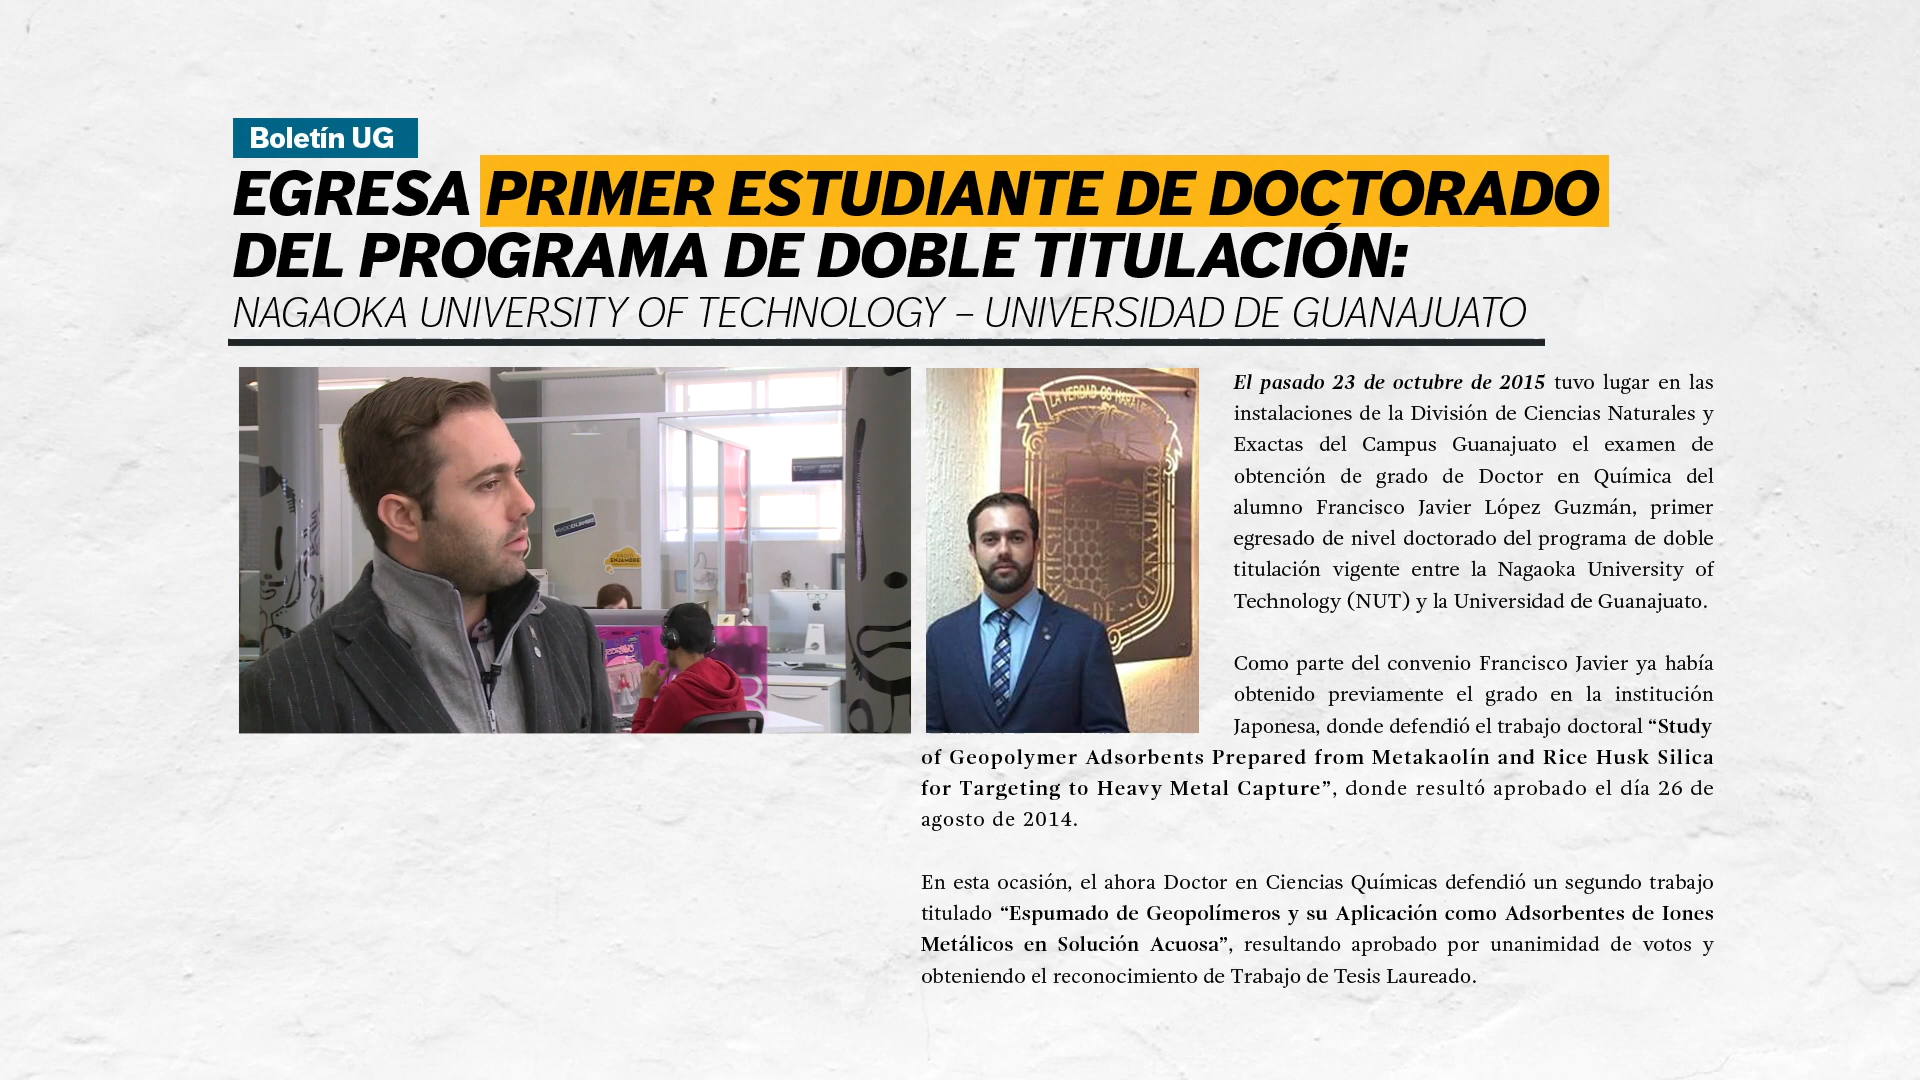 Boletín UG
EGRESA PRIMER ESTUDIANTE DE DOCTORADO
DEL PROGRAMA DE DOBLE TITULACIÓN:
NAGAOKA UNIVERSITY OF TECHNOLOGY – UNIVERSIDAD DE GUANAJUATO
LA VERDAD OS HARA
GUANAJUATO
DE
ENJAMBRE
El pasado 23 de octubre de 2015 tuvo lugar en las
instalaciones de la División de Ciencias Naturales y
Exactas del Campus Guanajuato el examen de
obtención de grado de Doctor en Química del
alumno Francisco Javier López Guzmán, primer
egresado de nivel doctorado del programa de doble
titulación vigente entre la Nagaoka University of
Technology (NUT) y la Universidad de Guanajuato.
Como parte del convenio Francisco Javier ya había
obtenido previamente el grado en la institución
Japonesa, donde defendió el trabajo doctoral “Study
of Geopolymer Adsorbents Prepared from Metakaolín and Rice Husk Silica
for Targeting to Heavy Metal Capture”, donde resultó aprobado el día 26 de
agosto de 2014.
En esta ocasión, el ahora Doctor en Ciencias Químicas defendió un segundo trabajo
titulado “Espumado de Geopolímeros y su Aplicación como Adsorbentes de Iones
Metálicos en Solución Acuosa”, resultando aprobado por unanimidad de votos y
obteniendo el reconocimiento de Trabajo de Tesis Laureado.